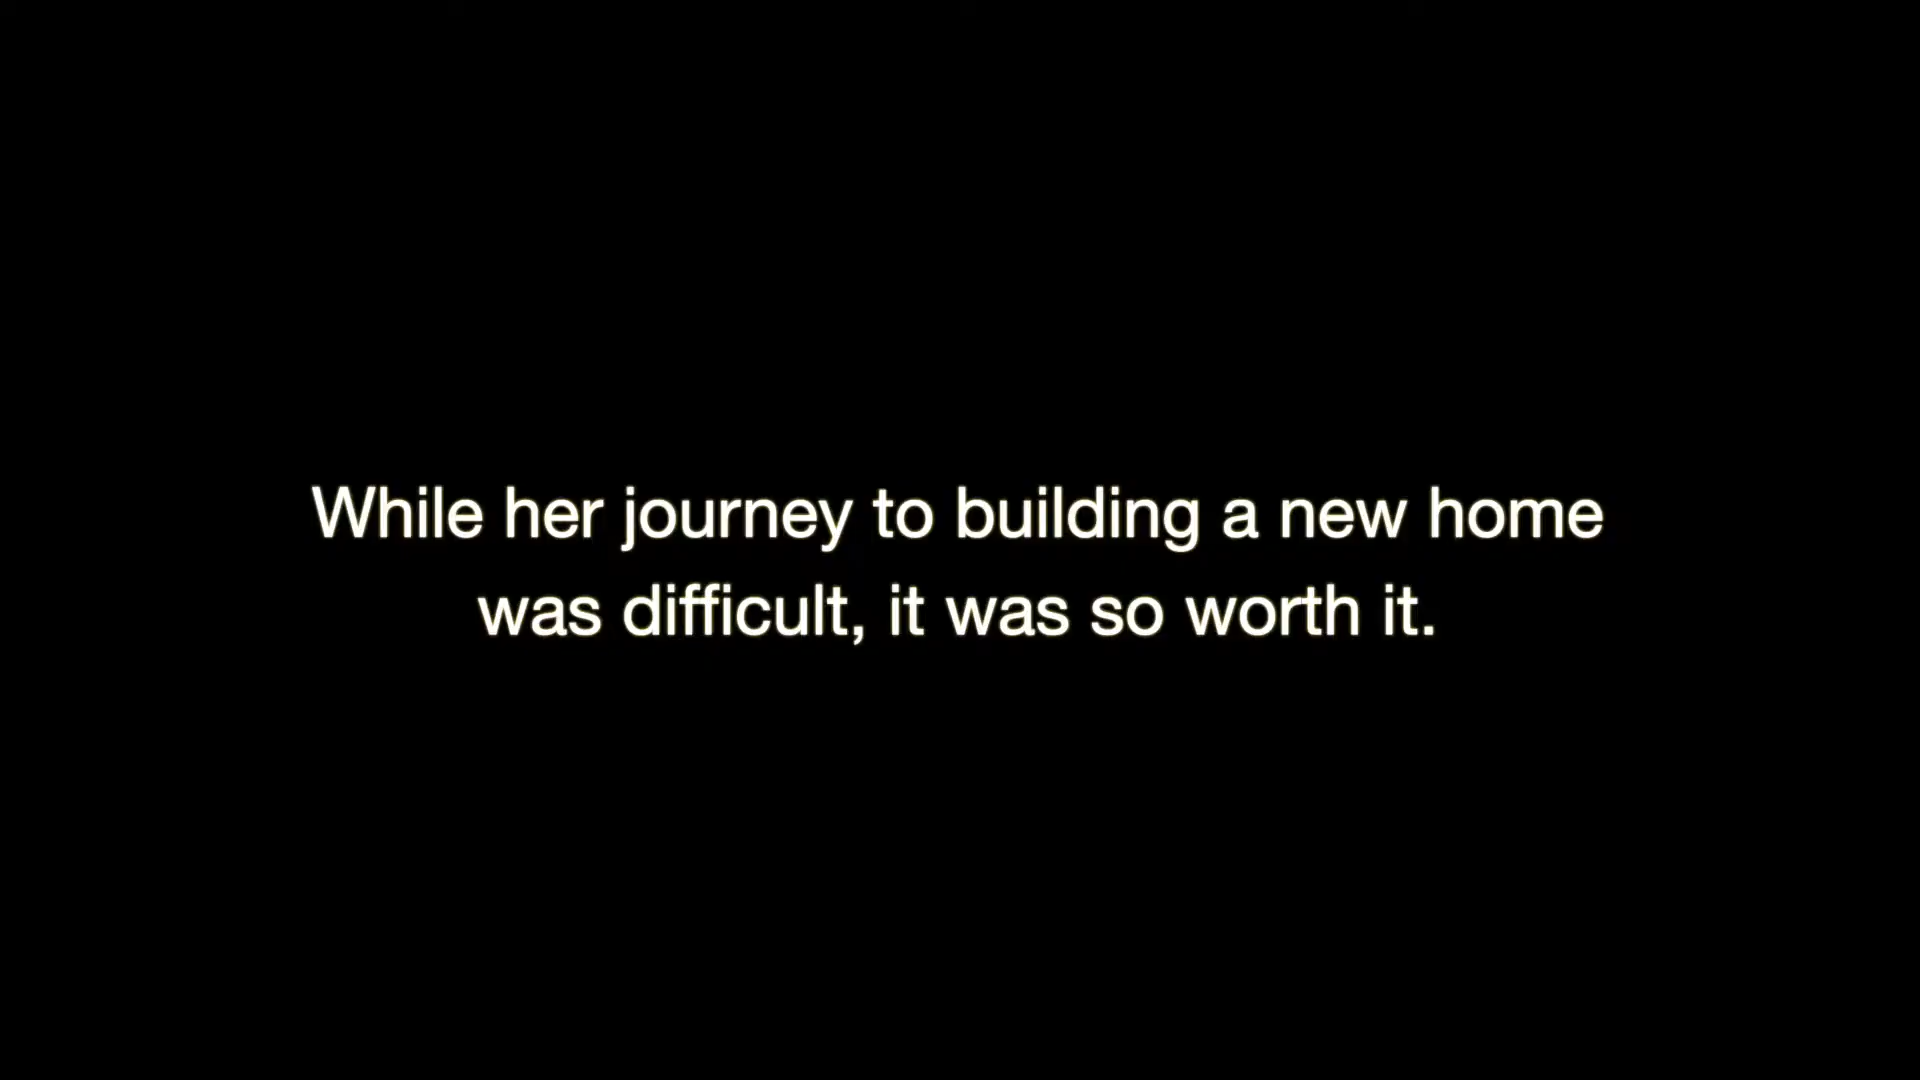 While her journey to building a new home
was difficult, it was so worth it.